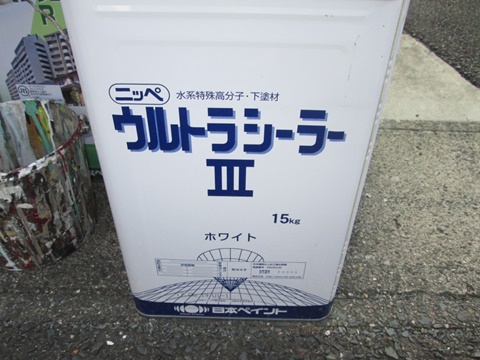 ニッペ 水系特殊高分子・下塗材
ウルトラシーラー
III
15kg
ホワイト
日本ペイント